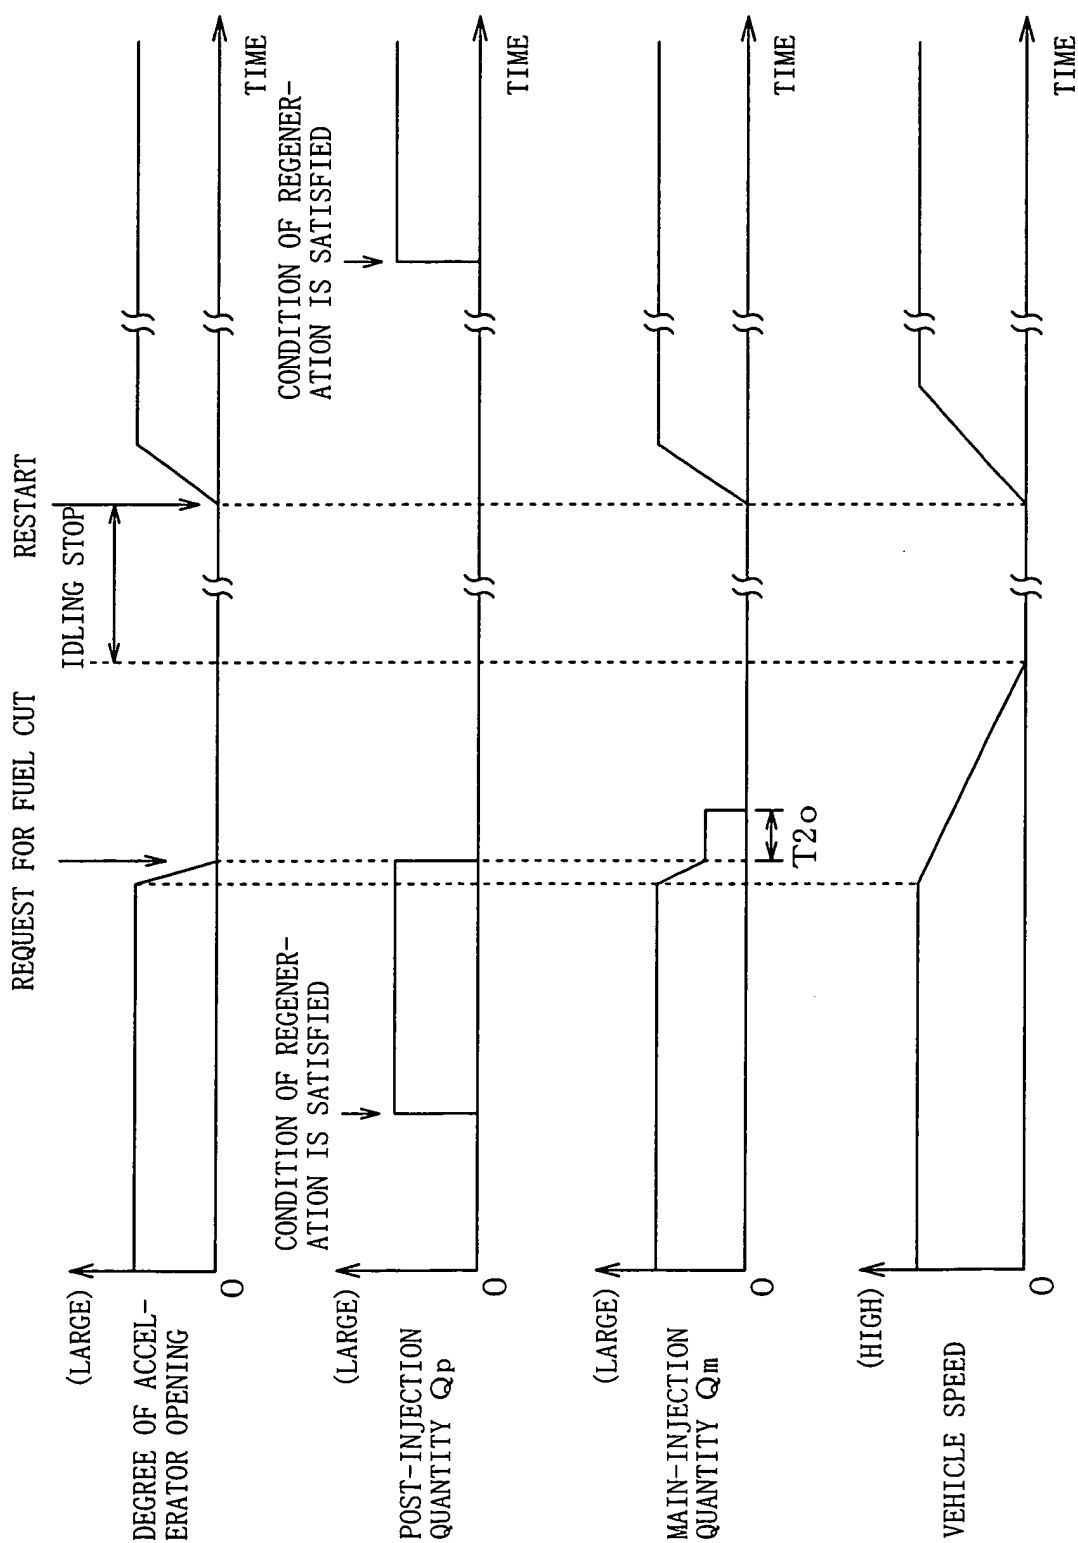 REQUEST FOR FUEL CUT
RESTART
IDLING STOP
(LARGE)
DEGREE OF ACCEL-
ERATOR OPENING
0
TIME
CONDITION OF REGENER-
ATION IS SATISFIED
CONDITION OF REGENER-
ATION IS SATISFIED
(LARGE)
POST-INJECTION
QUANTITY Qp
0
TIME
(LARGE)
MAIN-INJECTION
QUANTITY Qm
0
T2o
TIME
(HIGH)
VEHICLE SPEED
0
TIME